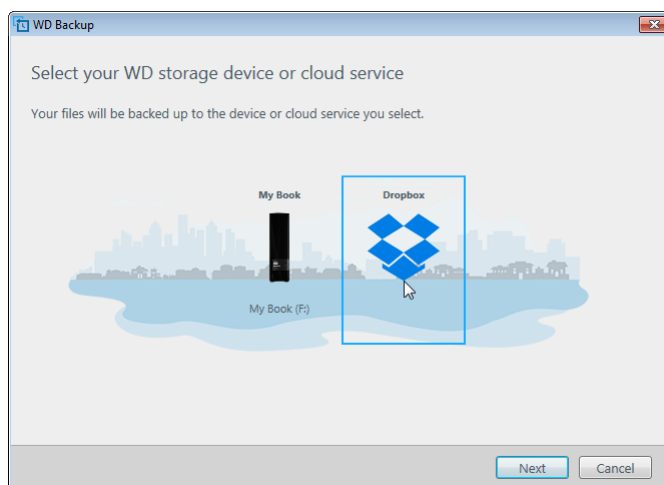 WD Backup
Select your WD storage device or cloud service
Your files will be backed up to the device or cloud service you select.
My Book
Dropbox
My Book (F:)
Next
Cancel